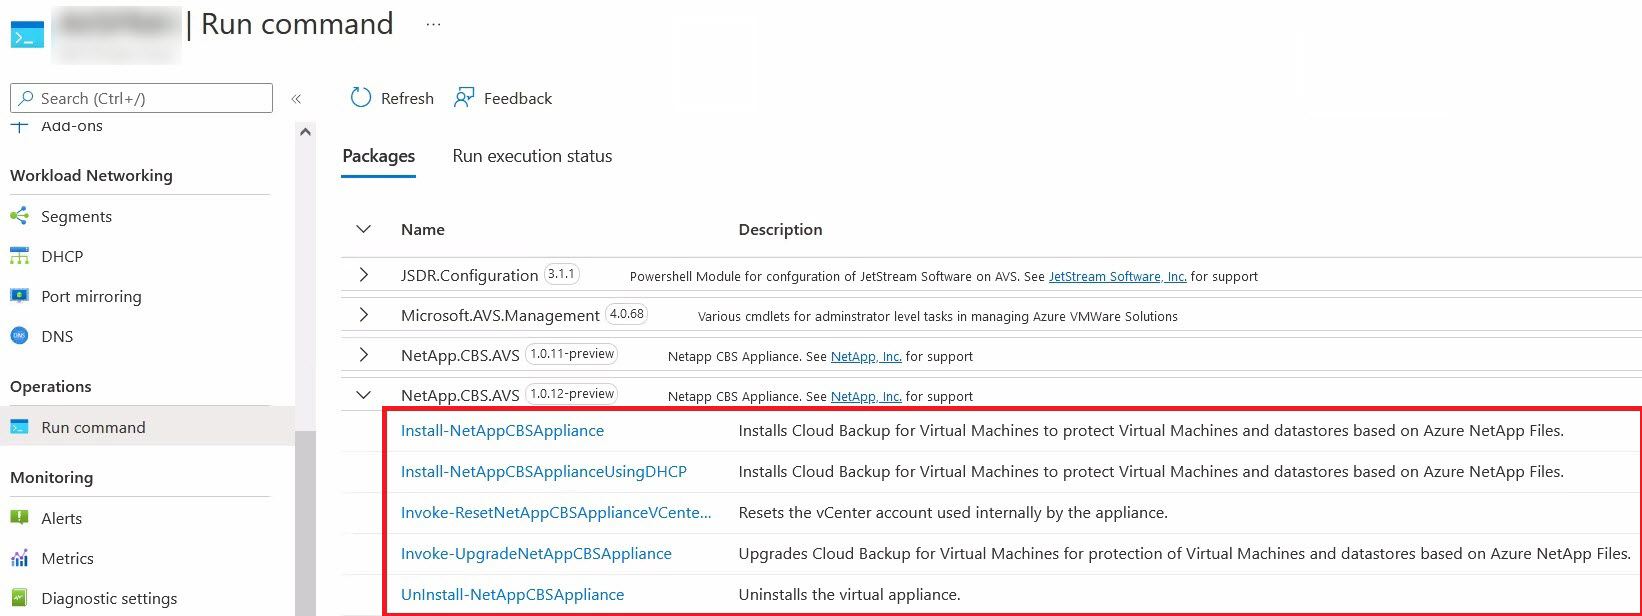 | Run command ...
Search (Ctrl+/) «
Refresh Feedback
Add-ons
Packages Run execution status
Workload Networking
Segments
Name Description
DHCP
JSDR.Configuration 3.1.1 Powershell Module for confguration of JetStream Software on AVS. See JetStream Software, Inc. for support
Port mirroring
Microsoft.AVS.Management 4.0.68 Various cmdlets for adminstrator level tasks in managing Azure VMWare Solutions
DNS
NetApp.CBS.AVS 1.0.11-preview Netapp CBS Appliance. See NetApp, Inc. for support
Operations
NetApp.CBS.AVS 1.0.12-preview Netapp CBS Appliance. See NetApp, Inc. for support
Run command
Install-NetAppCBSAppliance Installs Cloud Backup for Virtual Machines to protect Virtual Machines and datastores based on Azure NetApp Files.
Monitoring
Install-NetAppCBSApplianceUsingDHCP Installs Cloud Backup for Virtual Machines to protect Virtual Machines and datastores based on Azure NetApp Files.
Alerts
Invoke-ResetNetAppCBSApplianceVCente... Resets the vCenter account used internally by the appliance.
Metrics
Invoke-UpgradeNetAppCBSAppliance Upgrades Cloud Backup for Virtual Machines for protection of Virtual Machines and datastores based on Azure NetApp Files.
Diagnostic settings
UnInstall-NetAppCBSAppliance Uninstalls the virtual appliance.